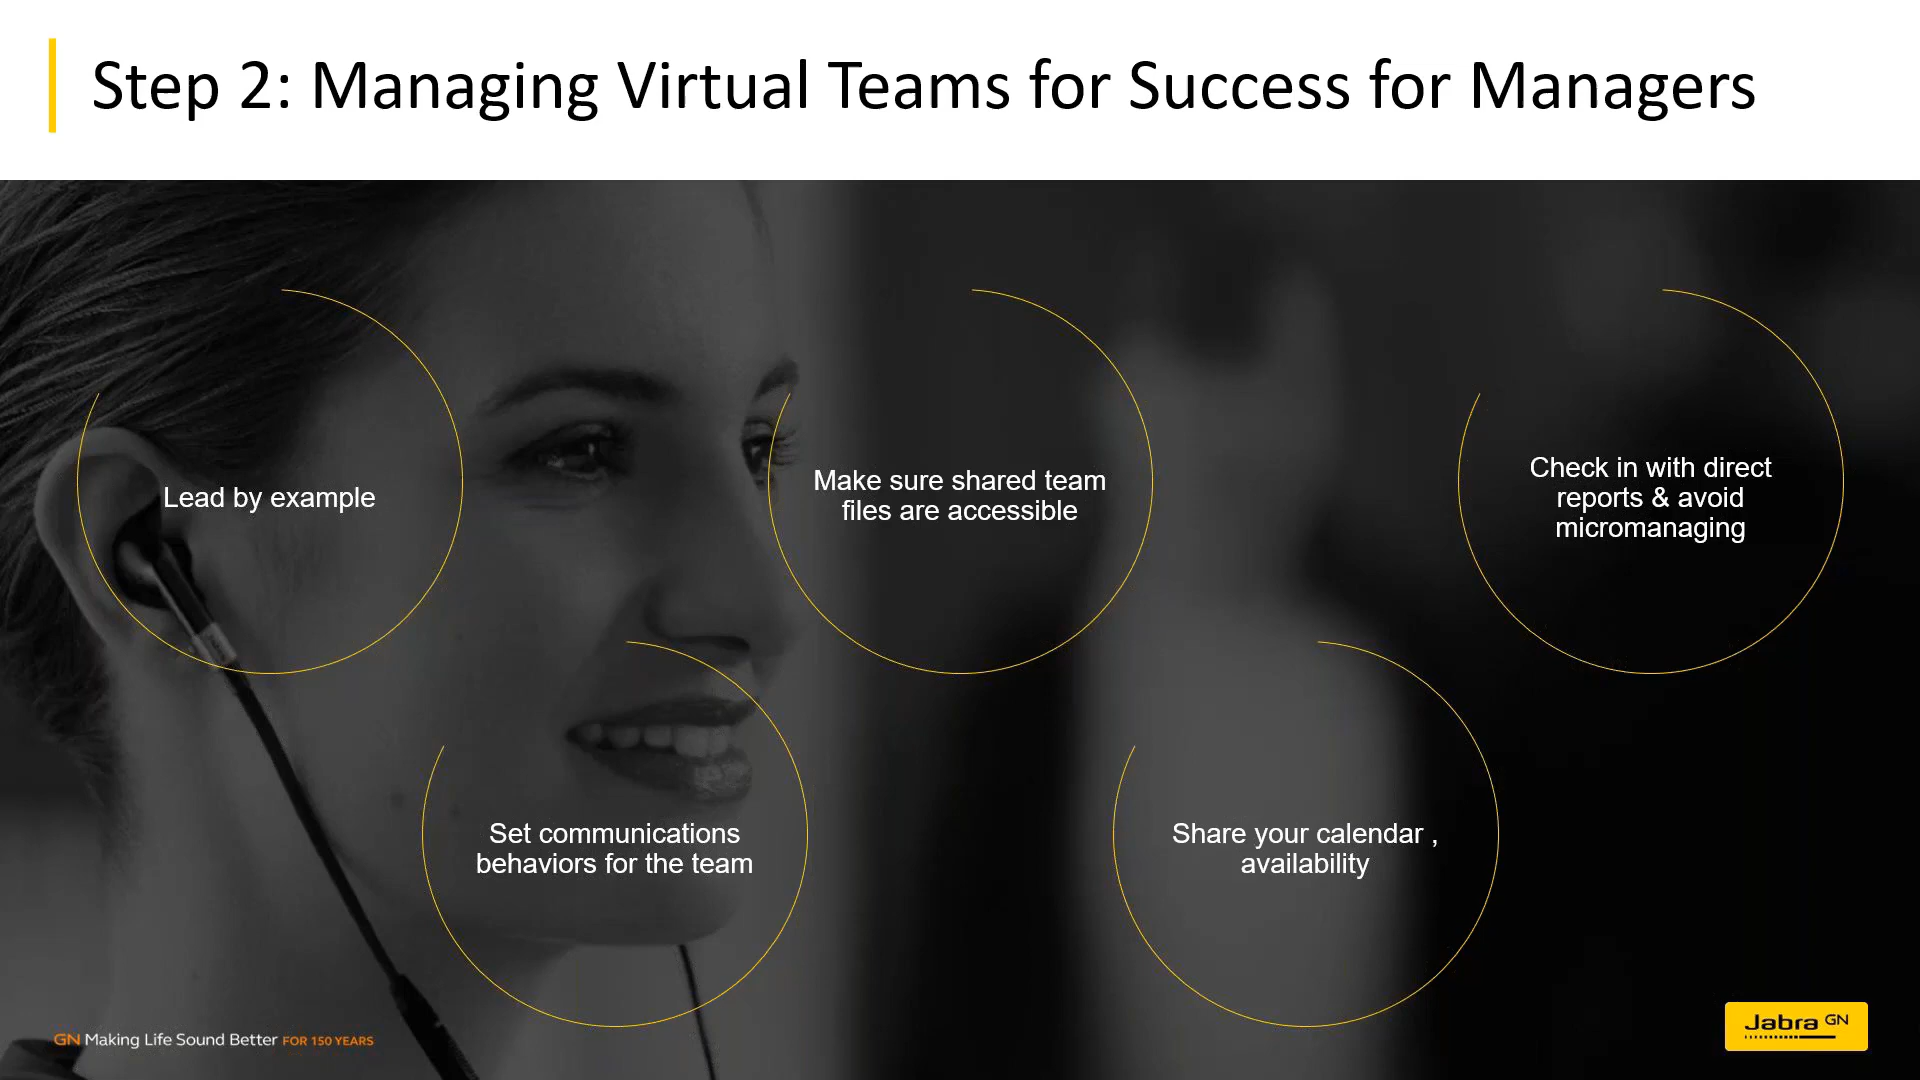 Step 2: Managing Virtual Teams for Success for Managers
Lead by example
Make sure shared team
files are accessible
Check in with direct
reports & avoid
micromanaging
Set communications
behaviors for the team
Share your calendar ,
availability
GN Making Life Sound Better FOR 150 YEARS
Jabra GN